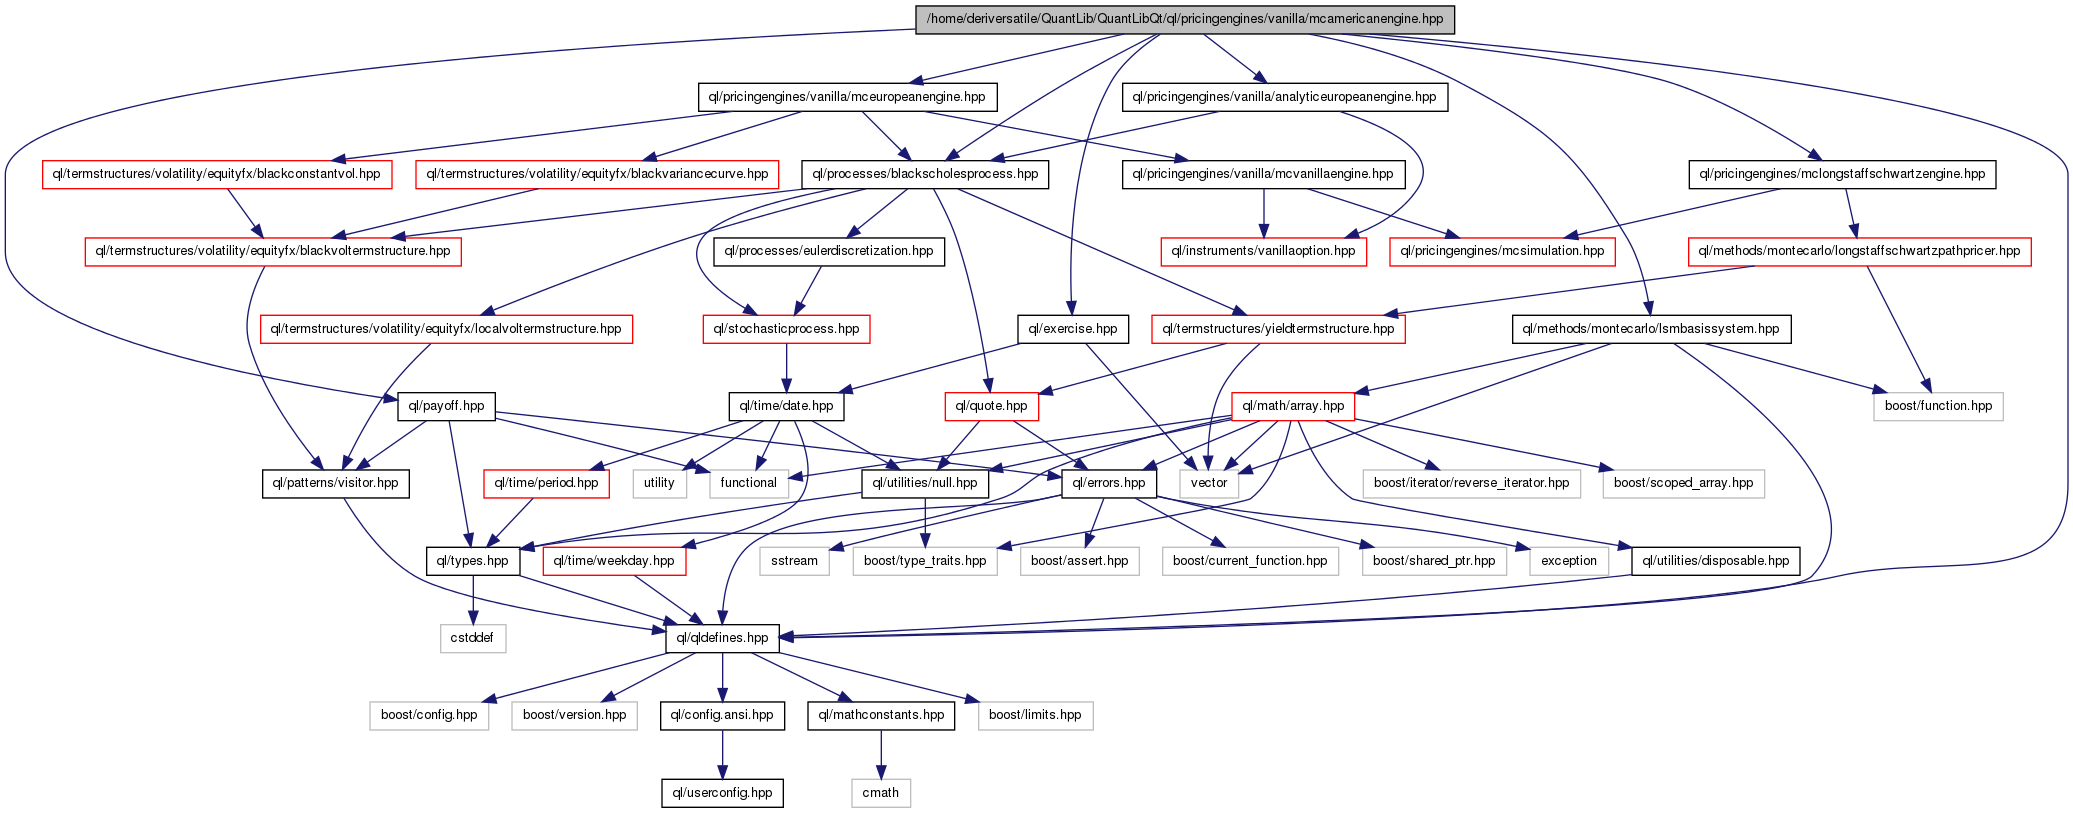 /home/deriversatile/QuantLib/QuantLibQt/ql/pricingengines/vanilla/mcamericanengine.hpp
ql/pricingengines/vanilla/mceuropeanengine.hpp
ql/pricingengines/vanilla/analyticeuropeanengine.hpp
ql/termstructures/volatility/equityfx/blackconstantvol.hpp
ql/termstructures/volatility/equityfx/blackvariancecurve.hpp
ql/processes/blackscholesprocess.hpp
ql/pricingengines/vanilla/mcvanillaengine.hpp
ql/pricingengines/mclongstaffschwartzengine.hpp
ql/termstructures/volatility/equityfx/blackvoltermstructure.hpp
ql/processes/eulerdiscretization.hpp
ql/instruments/vanillaoption.hpp
ql/pricingengines/mcsimulation.hpp
ql/methods/montecarlo/longstaffschwartzpathpricer.hpp
ql/termstructures/volatility/equityfx/localvoltermstructure.hpp
ql/stochasticprocess.hpp
ql/exercise.hpp
ql/termstructures/yieldtermstructure.hpp
ql/methods/montecarlo/lsmbasissystem.hpp
ql/payoff.hpp
ql/time/date.hpp
ql/quote.hpp
ql/math/array.hpp
boost/function.hpp
ql/patterns/visitor.hpp
ql/time/period.hpp
utility
functional
ql/utilities/null.hpp
ql/errors.hpp
vector
boost/iterator/reverse_iterator.hpp
boost/scoped_array.hpp
ql/types.hpp
ql/time/weekday.hpp
sstream
boost/type_traits.hpp
boost/assert.hpp
boost/current_function.hpp
boost/shared_ptr.hpp
exception
ql/utilities/disposable.hpp
cstddef
ql/qldefines.hpp
boost/config.hpp
boost/version.hpp
ql/config.ansi.hpp
ql/mathconstants.hpp
boost/limits.hpp
ql/userconfig.hpp
cmath